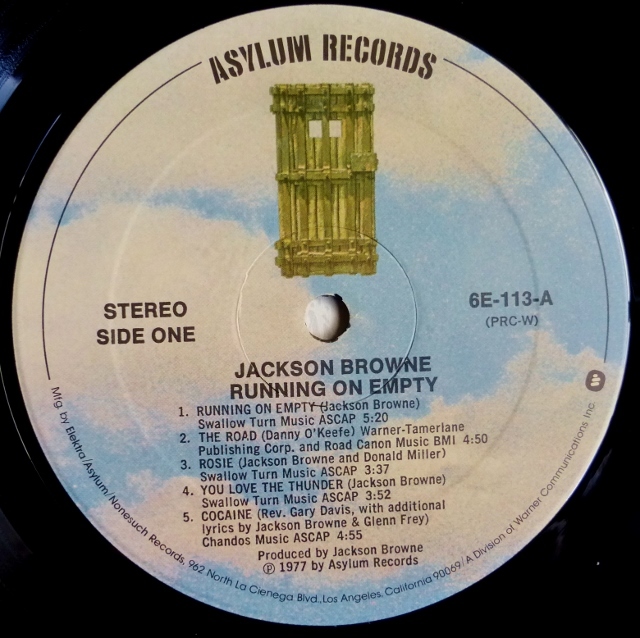 ASYLUM RECORDS
STEREO
SIDE ONE
6E-113-A
(PRC-W)
JACKSON BROWNE
RUNNING ON EMPTY
1. RUNNING ON EMPTY (Jackson Browne)
Swallow Turn Music ASCAP 5:20
2. THE ROAD (Danny O'Keefe) Warner-Tamerlane
Publishing Corp. and Road Canon Music BMI 4:50
3. ROSIE (Jackson Browne and Donald Miller)
Swallow Turn Music ASCAP 3:37
4. YOU LOVE THE THUNDER (Jackson Browne)
Swallow Turn Music ASCAP 3:52
5. COCAINE (Rev. Gary Davis, with additional
lyrics by Jackson Browne & Glenn Frey)
Chandos Music ASCAP 4:55
Produced by Jackson Browne
℗ 1977 by Asylum Records
Mfg. by Elektra/Asylum/Nonesuch Records, 962 North La Cienega Blvd., Los Angeles, California 90069/A Division of Warner Communications Inc.